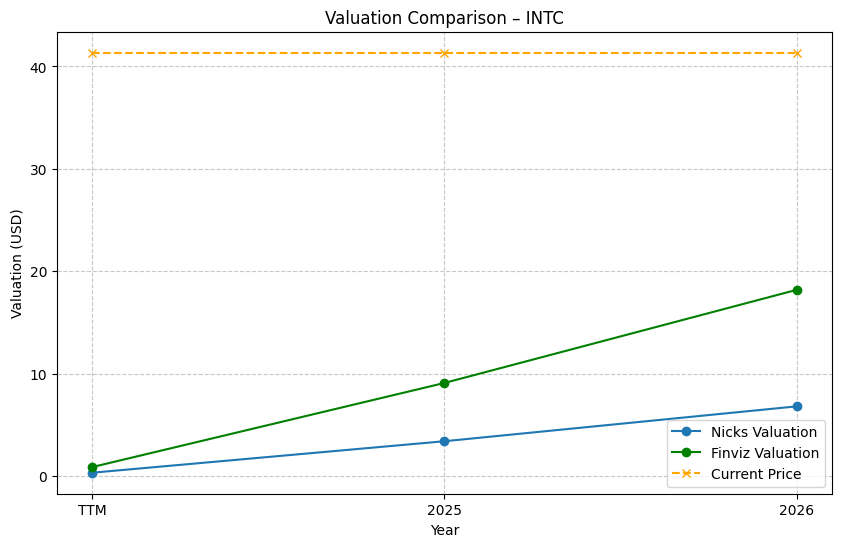 Valuation Comparison – INTC
Valuation (USD)
40
30
20
10
0
TTM
2025
2026
Year
Nicks Valuation
Finviz Valuation
Current Price